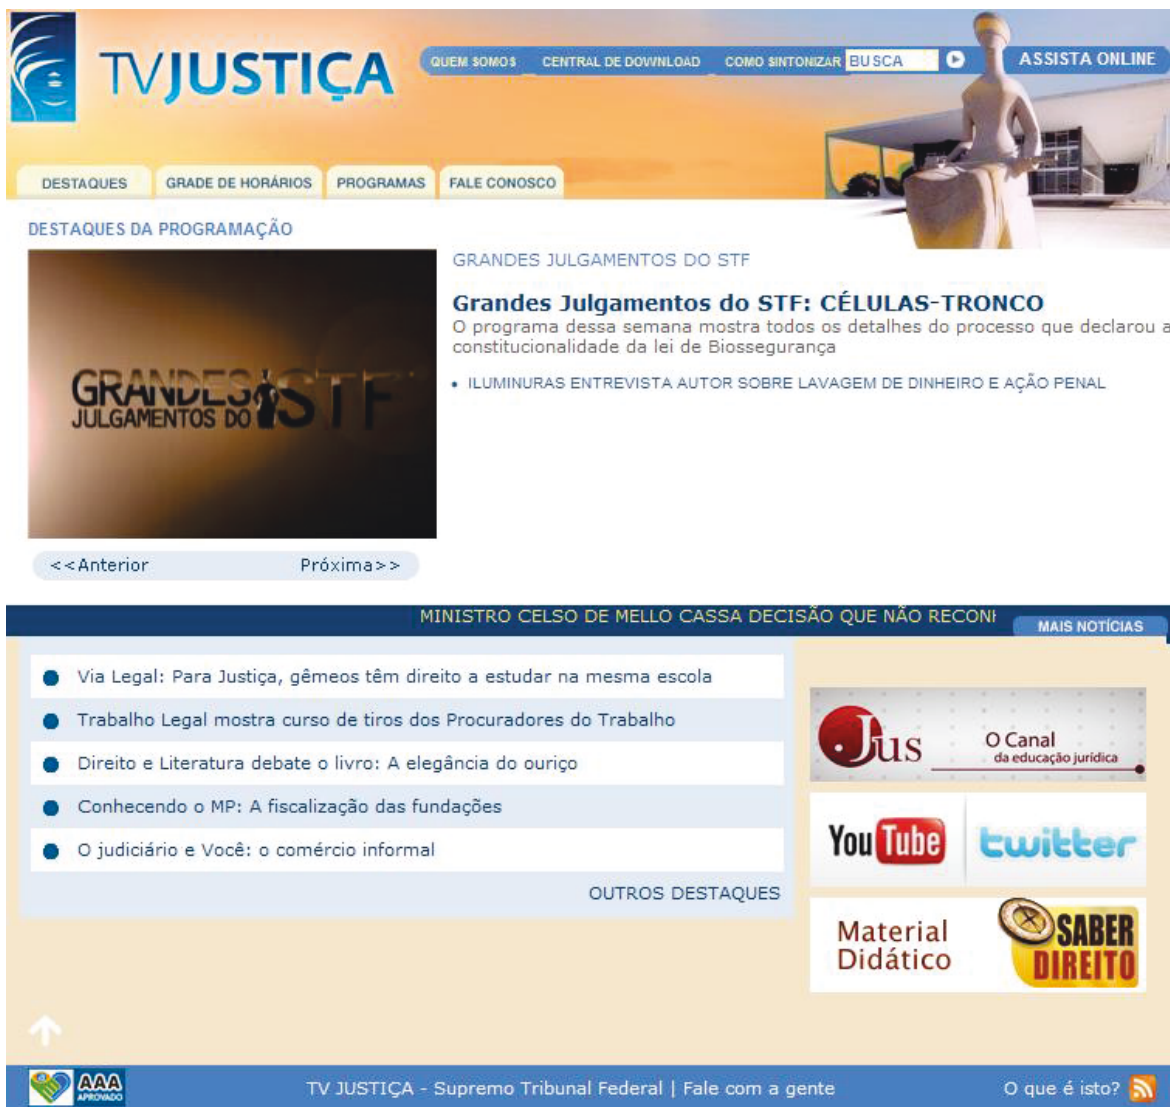 TVJUSTIÇA
QUEM SOMOS
CENTRAL DE DOWNLOAD
COMO SINTONIZAR
BUSCA
ASSISTA ONLINE
DESTAQUES
GRADE DE HORÁRIOS
PROGRAMAS
FALE CONOSCO
DESTAQUES DA PROGRAMAÇÃO
GRANDES
JULGAMENTOS DO STF
GRANDES JULGAMENTOS DO STF
Grandes Julgamentos do STF: CÉLULAS-TRONCO
O programa dessa semana mostra todos os detalhes do processo que declarou a
constitucionalidade da lei de Biossegurança
• ILUMINURAS ENTREVISTA AUTOR SOBRE LAVAGEM DE DINHEIRO E AÇÃO PENAL
<<Anterior
Próxima>>
MINISTRO CELSO DE MELLO CASSA DECISÃO QUE NÃO
MAIS NOTÍCIAS
Via Legal: Para Justiça, gêmeos têm direito a estudar na mesma escola
Trabalho Legal mostra curso de tiros dos Procuradores do Trabalho
Direito e Literatura debate o livro: A elegância do ouriço
Conhecendo o MP: A fiscalização das fundações
O judiciário e Você: o comércio informal
OUTROS DESTAQUES
Jus
O Canal
da educação jurídica
YouTube
twitter
Material
Didático
SABER
DIREITO
AAA
APROVADO
TV JUSTIÇA - Supremo Tribunal Federal | Fale com a gente
O que é isto?